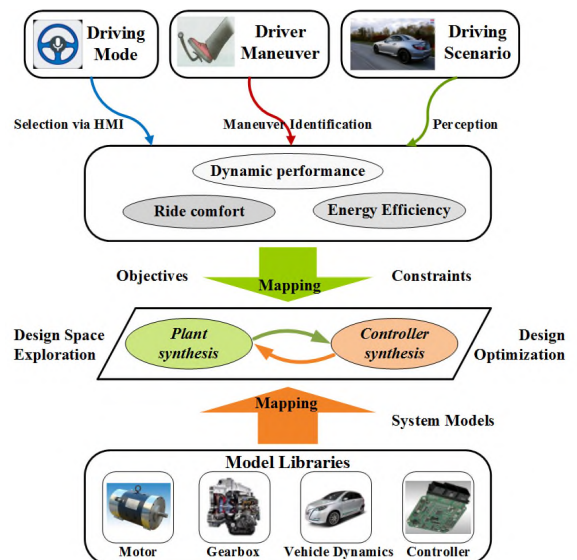 Driving
Mode
Driver
Maneuver
Driving
Scenario
Selection via HMI
Maneuver Identification
Perception
Dynamic performance
Ride comfort
Energy Efficiency
Objectives
Constraints
Mapping
Design Space
Exploration
Plant
synthesis
Controller
synthesis
Design
Optimization
Mapping
System Models
Model Libraries
Motor
Gearbox
Vehicle Dynamics
Controller